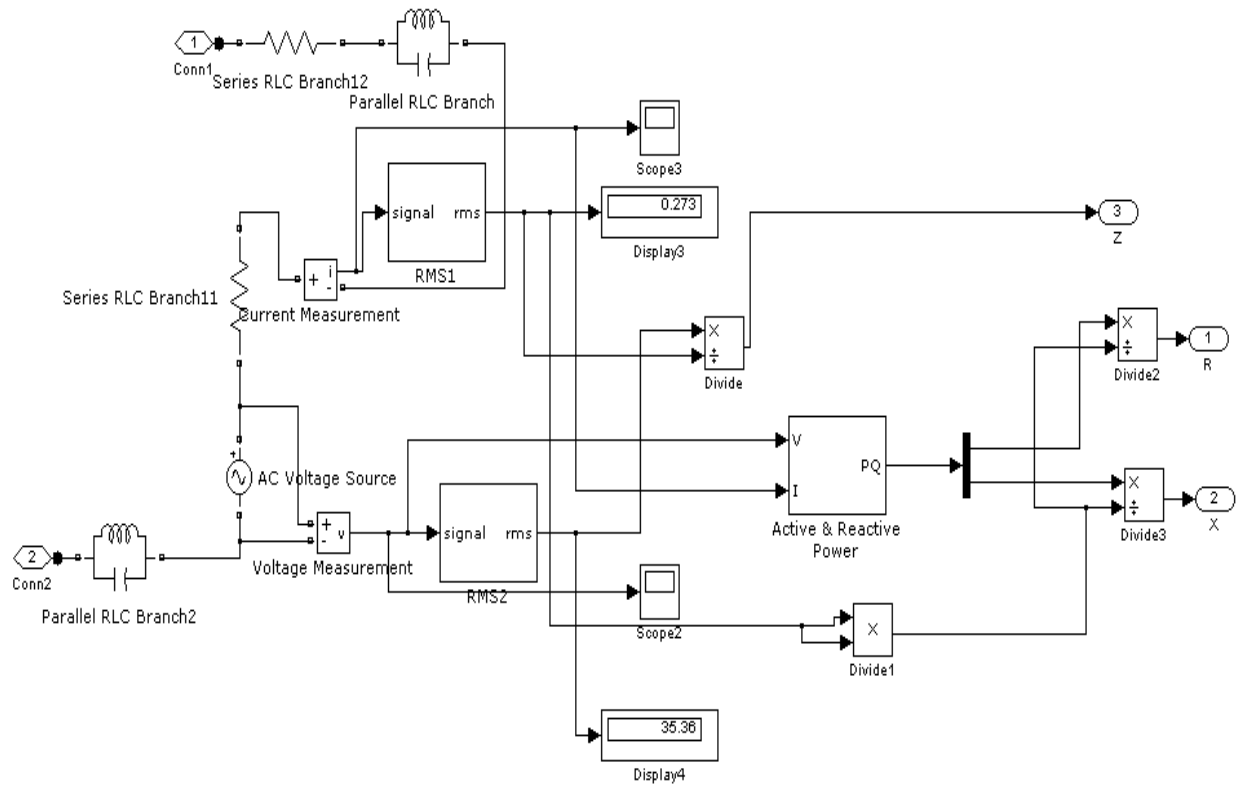 1
Conn1
Series RLC Branch12
Parallel RLC Branch
Scope3
signal rms
RMS1
0.273
Display3
3
Z
Series RLC Branch11
+ i
-
Current Measurement
X
÷
Divide
X
÷
Divide2
1
R
+
AC Voltage Source
V
I
PQ
Active & Reactive
Power
X
÷
Divide3
2
X
+
-
v
Voltage Measurement
signal rms
RMS2
2
Conn2
Parallel RLC Branch2
Scope2
X
Divide1
35.36
Display4